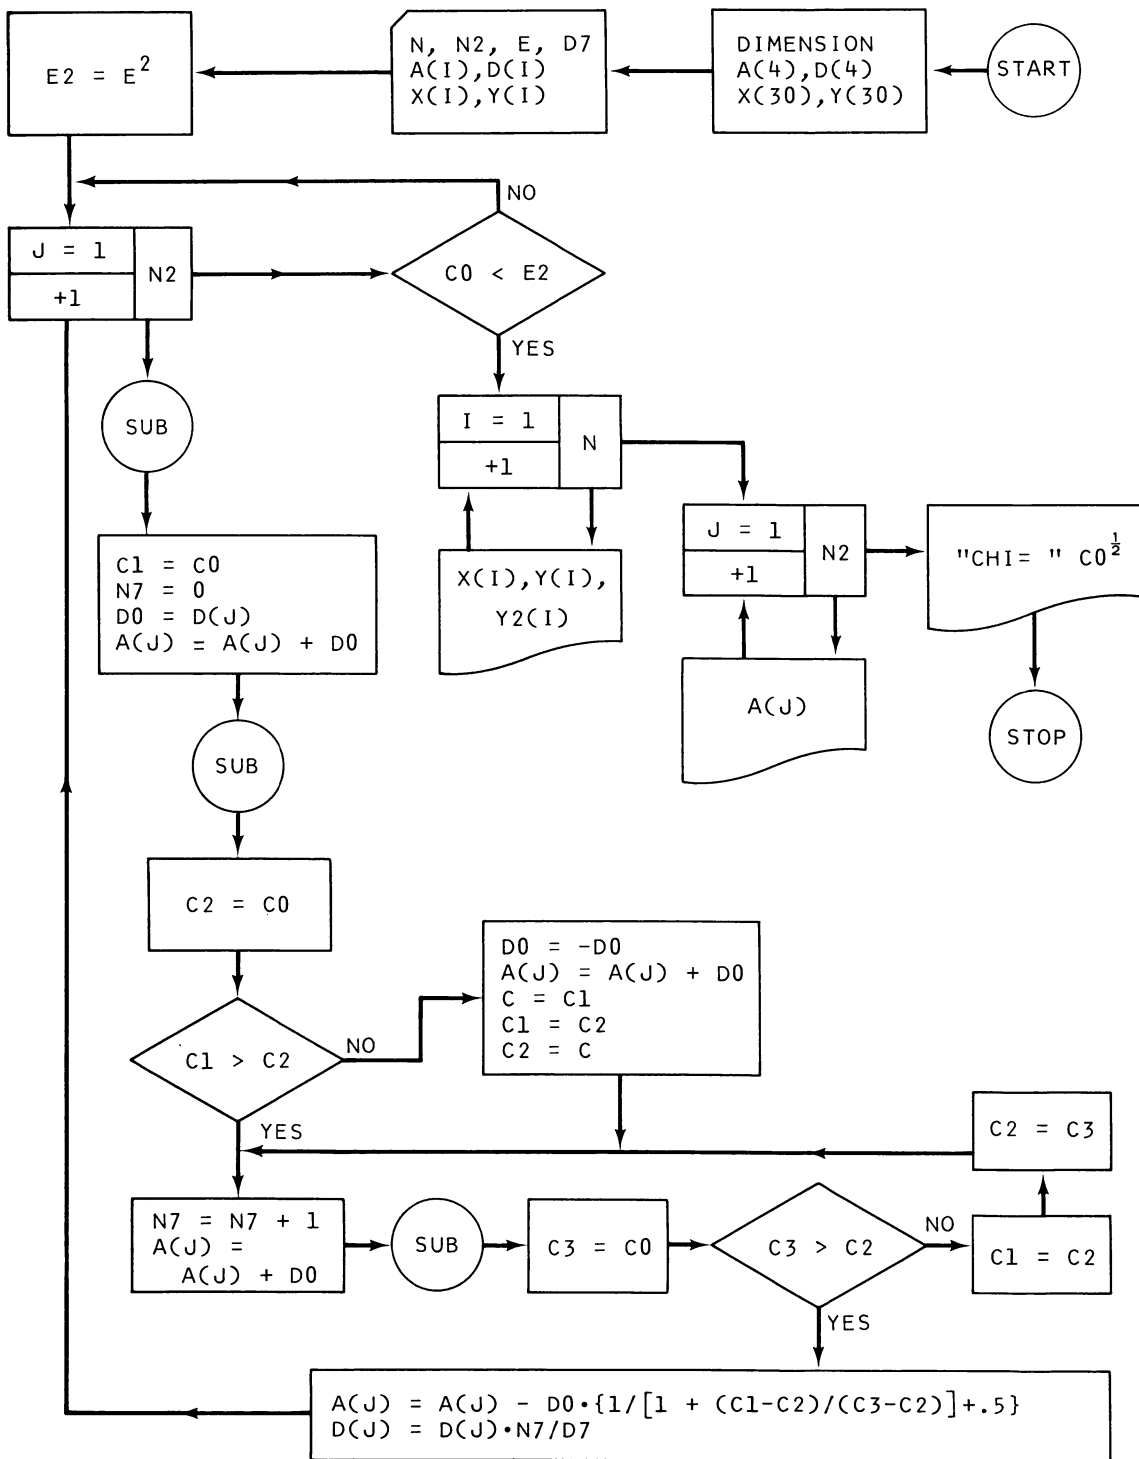 START
DIMENSION
A(4),D(4)
X(30),Y(30)
N, N2, E, D7
A(I),D(I)
X(I),Y(I)
E2 = E²
NO
J = 1
+1
N2
C0 < E2
YES
SUB
I = 1
+1
N
X(I),Y(I),
Y2(I)
J = 1
+1
N2
A(J)
"CHI= " C0^½
STOP
C1 = C0
N7 = 0
D0 = D(J)
A(J) = A(J) + D0
SUB
C2 = C0
C1 > C2
NO
D0 = -D0
A(J) = A(J) + D0
C = C1
C1 = C2
C2 = C
YES
N7 = N7 + 1
A(J) =
A(J) + D0
SUB
C3 = C0
C3 > C2
NO
C1 = C2
C2 = C3
YES
A(J) = A(J) - D0·{1/[1 + (C1-C2)/(C3-C2)]+.5}
D(J) = D(J)·N7/D7